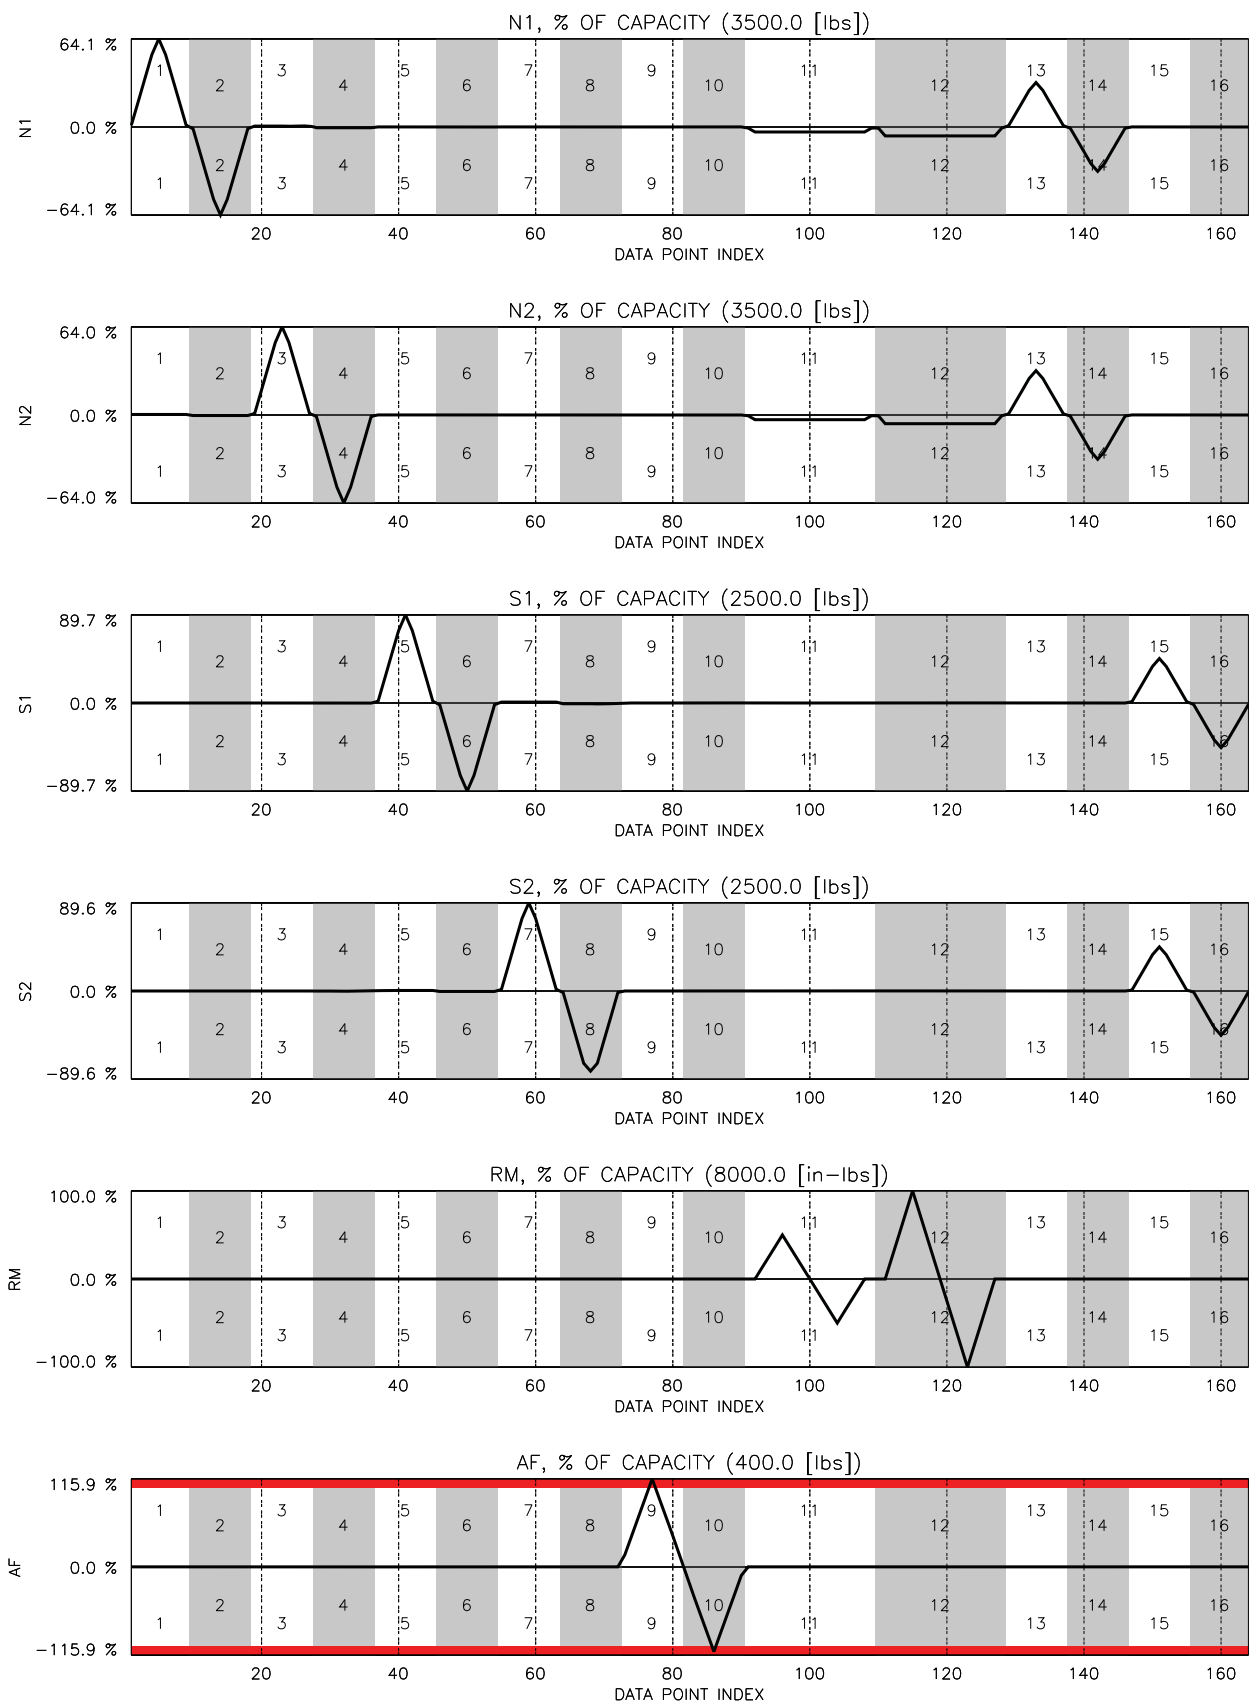 N1, % OF CAPACITY (3500.0 [lbs])
64.1 %
1 3 5 7 9 11 13 15
2 4 6 8 10 12 14 16
N1
0.0 %
2 4 6 8 10 12 14 16
1 3 5 7 9 11 13 15
−64.1 %
20 40 60 80 100 120 140 160
DATA POINT INDEX
N2, % OF CAPACITY (3500.0 [lbs])
64.0 %
1 3 5 7 9 11 13 15
2 4 6 8 10 12 14 16
N2
0.0 %
2 4 6 8 10 12 14 16
1 3 5 7 9 11 13 15
−64.0 %
20 40 60 80 100 120 140 160
DATA POINT INDEX
S1, % OF CAPACITY (2500.0 [lbs])
89.7 %
1 3 5 7 9 11 13 15
2 4 6 8 10 12 14 16
S1
0.0 %
2 4 6 8 10 12 14 16
1 3 5 7 9 11 13 15
−89.7 %
20 40 60 80 100 120 140 160
DATA POINT INDEX
S2, % OF CAPACITY (2500.0 [lbs])
89.6 %
1 3 5 7 9 11 13 15
2 4 6 8 10 12 14 16
S2
0.0 %
2 4 6 8 10 12 14 16
1 3 5 7 9 11 13 15
−89.6 %
20 40 60 80 100 120 140 160
DATA POINT INDEX
RM, % OF CAPACITY (8000.0 [in−lbs])
100.0 %
1 3 5 7 9 11 13 15
2 4 6 8 10 12 14 16
RM
0.0 %
2 4 6 8 10 12 14 16
1 3 5 7 9 11 13 15
−100.0 %
20 40 60 80 100 120 140 160
DATA POINT INDEX
AF, % OF CAPACITY (400.0 [lbs])
115.9 %
1 3 5 7 9 11 13 15
2 4 6 8 10 12 14 16
AF
0.0 %
2 4 6 8 10 12 14 16
1 3 5 7 9 11 13 15
−115.9 %
20 40 60 80 100 120 140 160
DATA POINT INDEX